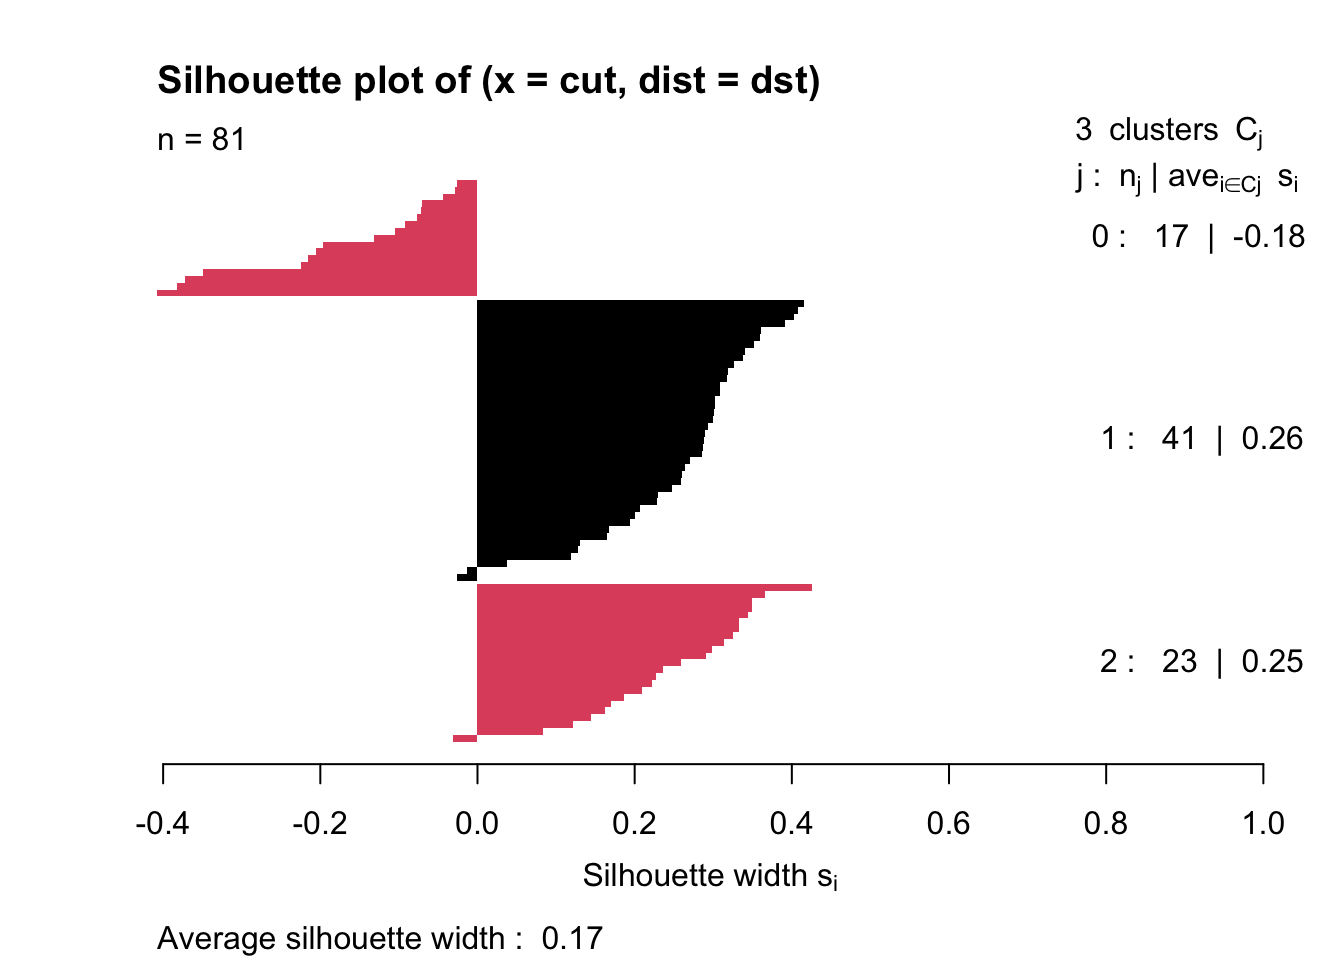 Silhouette plot of (x = cut, dist = dst)
n = 81
3 clusters Cj
j : nj | avei∈Cj si
0 : 17 | -0.18
1 : 41 | 0.26
2 : 23 | 0.25
-0.4 -0.2 0.0 0.2 0.4 0.6 0.8 1.0
Silhouette width si
Average silhouette width : 0.17